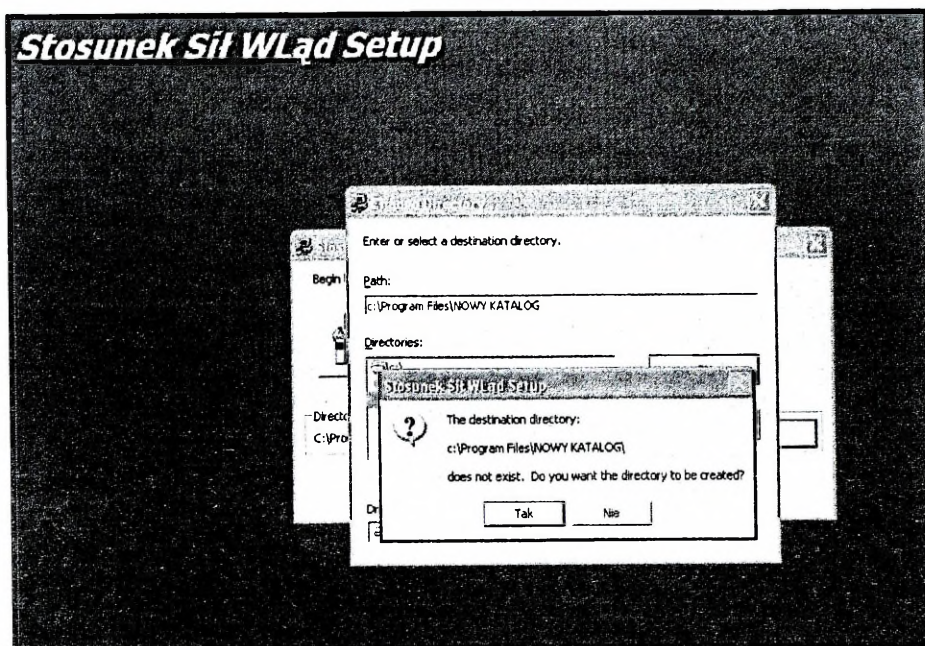 Stosunek Sił WLąd Setup
Enter or select a destination directory.
Begin
Path:
c:\Program Files\NOWY KATALOG
Directories:
Stosunek Sił WLąd Setup
The destination directory:
c:\Program Files\NOWY KATALOG\
does not exist. Do you want the directory to be created?
Tak
Nie
Directo
C:\Pro
Dr